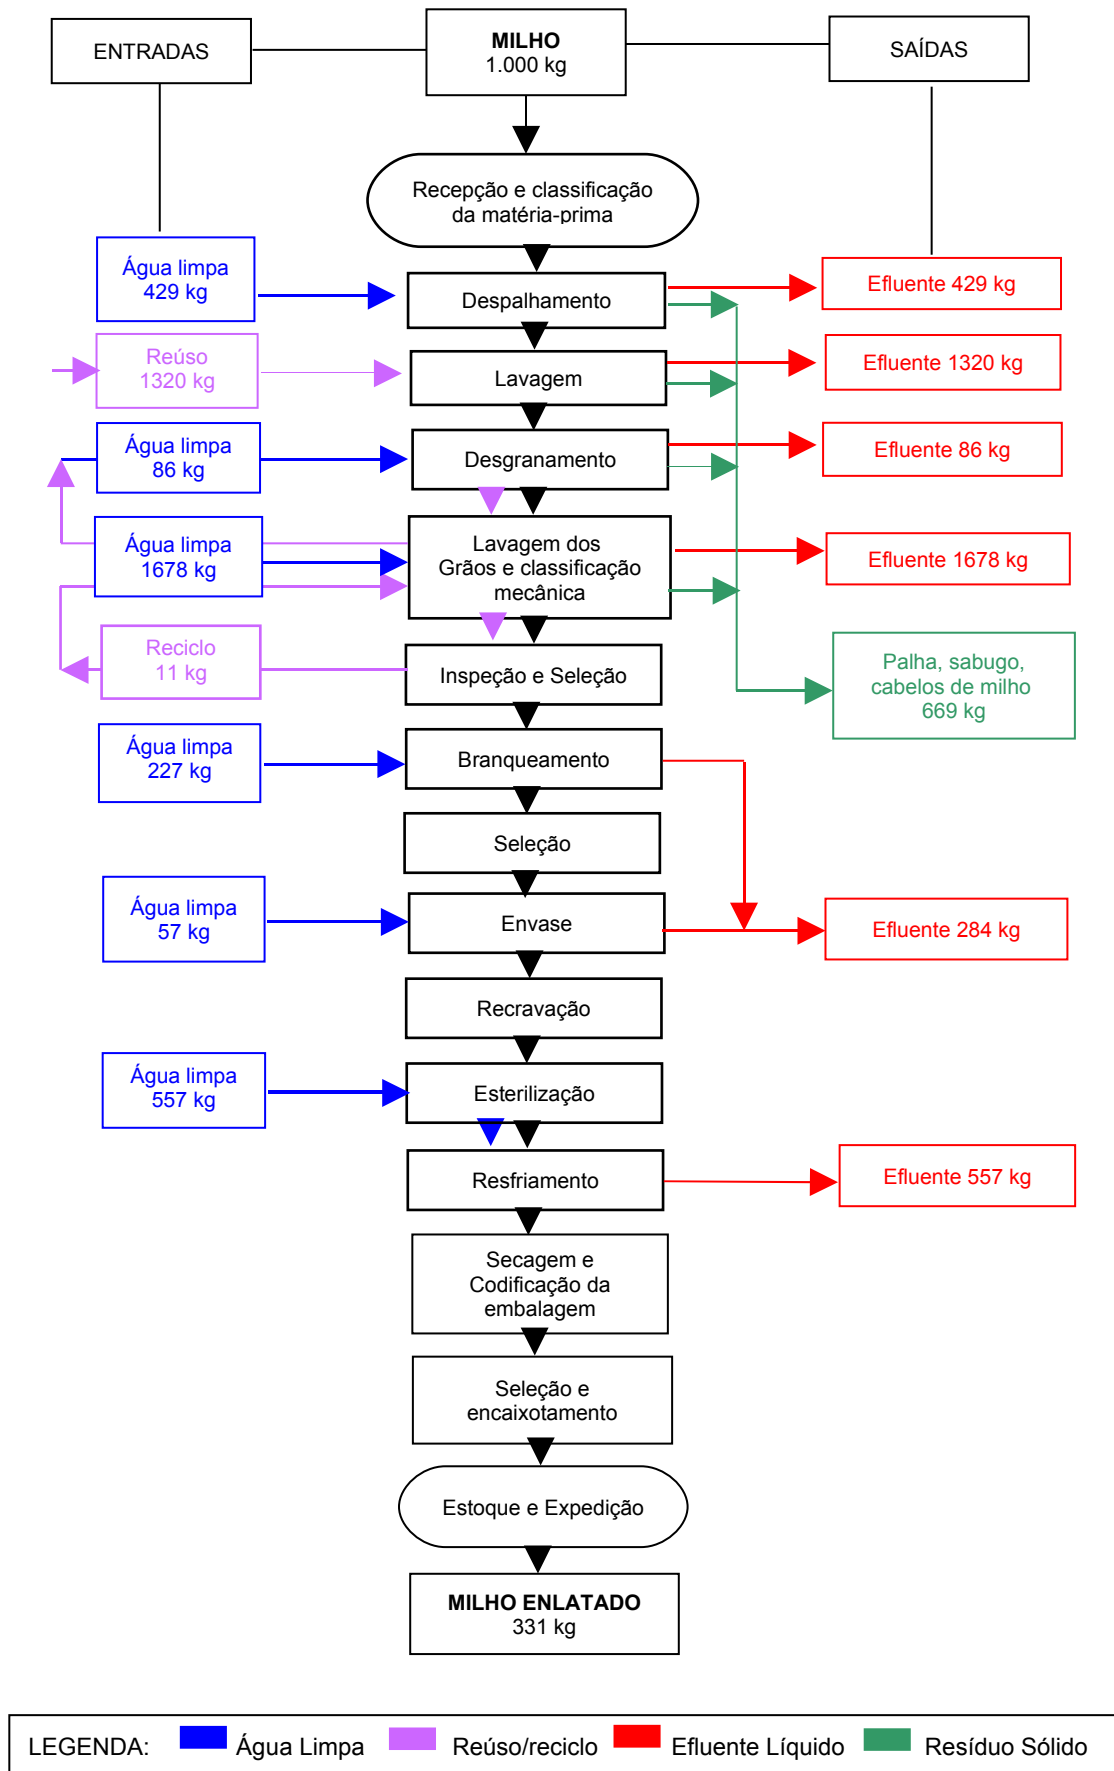 ENTRADAS
MILHO
1.000 kg
SAÍDAS
Recepção e classificação
da matéria-prima
Água limpa
429 kg
Despalhamento
Efluente 429 kg
Reúso
1320 kg
Lavagem
Efluente 1320 kg
Água limpa
86 kg
Desgranamento
Efluente 86 kg
Água limpa
1678 kg
Lavagem dos
Grãos e classificação
mecânica
Efluente 1678 kg
Reciclo
11 kg
Inspeção e Seleção
Palha, sabugo,
cabelos de milho
669 kg
Água limpa
227 kg
Branqueamento
Seleção
Água limpa
57 kg
Envase
Efluente 284 kg
Recravação
Água limpa
557 kg
Esterilização
Resfriamento
Efluente 557 kg
Secagem e
Codificação da
embalagem
Seleção e
encaixotamento
Estoque e Expedição
MILHO ENLATADO
331 kg
LEGENDA: Água Limpa Reúso/reciclo Efluente Líquido Resíduo Sólido